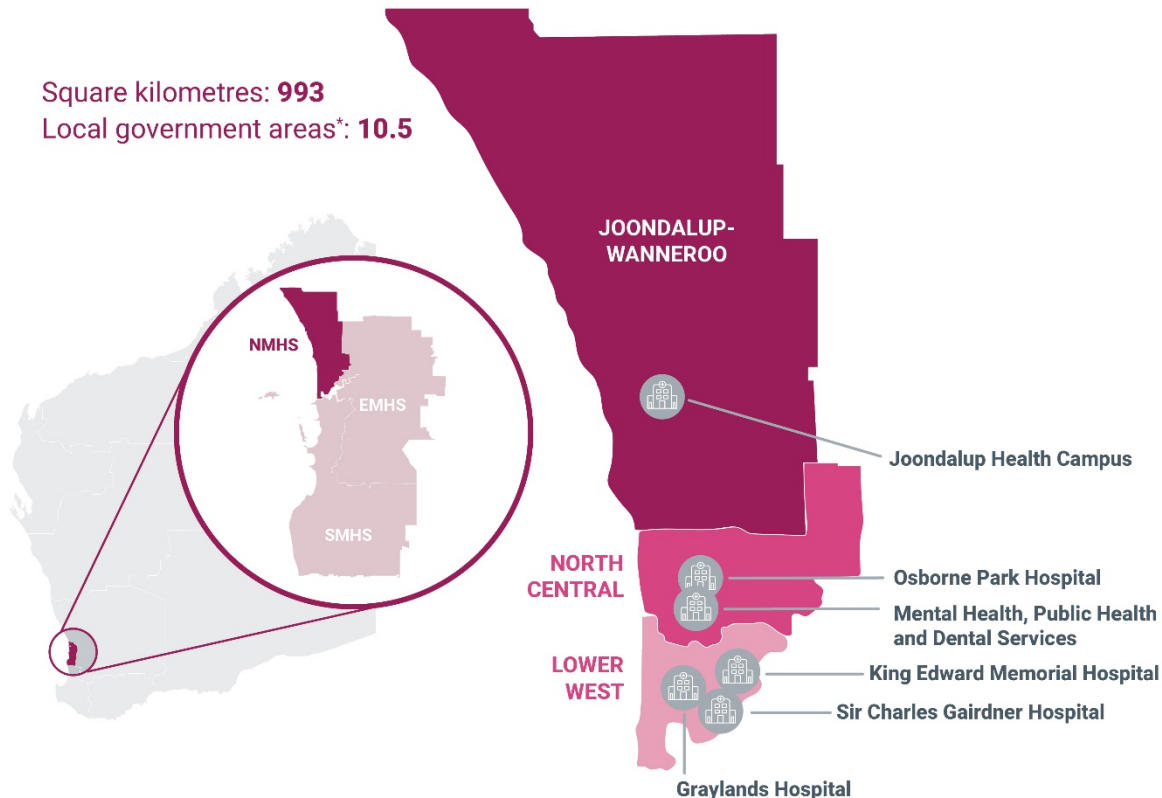 Square kilometres: 993
Local government areas*: 10.5
JOONDALUP-
WANNEROO
NMHS
EMHS
SMHS
Joondalup Health Campus
NORTH
CENTRAL
Osborne Park Hospital
Mental Health, Public Health
and Dental Services
LOWER
WEST
King Edward Memorial Hospital
Sir Charles Gairdner Hospital
Graylands Hospital